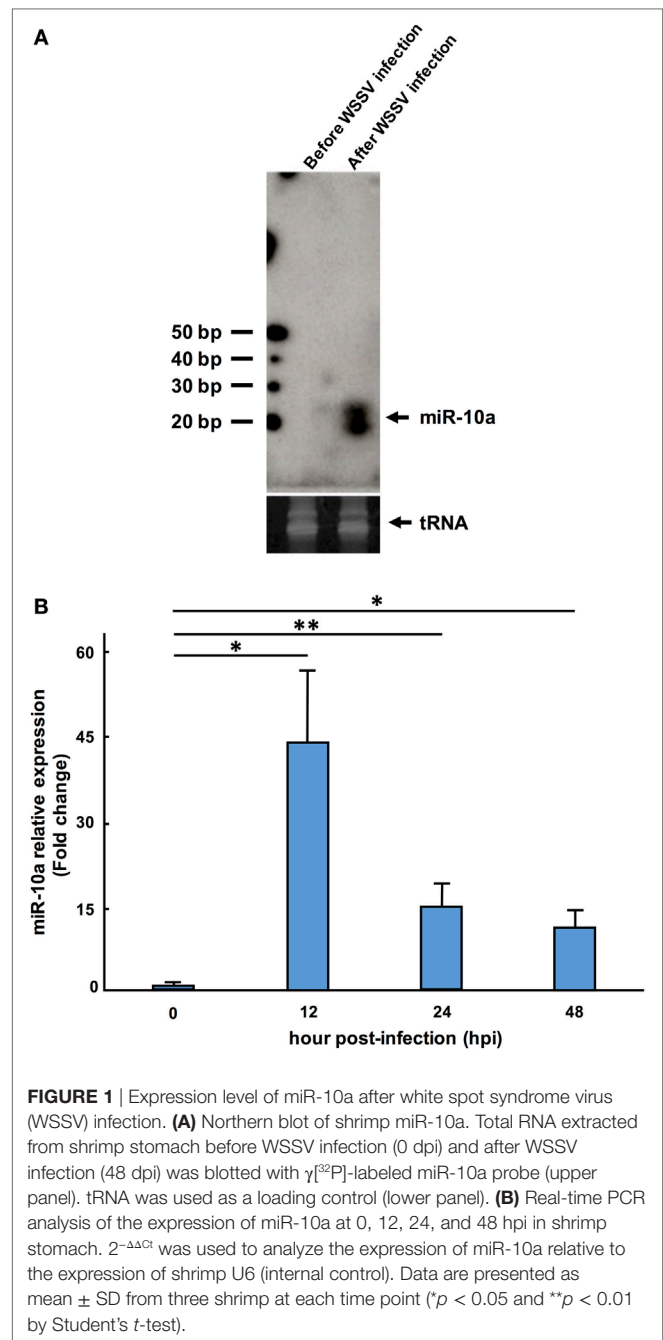 A
Before WSSV infection
After WSSV infection
50 bp
40 bp
30 bp
20 bp
miR-10a
tRNA
B
*
**
*
miR-10a relative expression
(Fold change)
60
45
30
15
0
0 12 24 48
hour post-infection (hpi)
FIGURE 1 | Expression level of miR-10a after white spot syndrome virus
(WSSV) infection. (A) Northern blot of shrimp miR-10a. Total RNA extracted
from shrimp stomach before WSSV infection (0 dpi) and after WSSV
infection (48 dpi) was blotted with γ[³²P]-labeled miR-10a probe (upper
panel). tRNA was used as a loading control (lower panel). (B) Real-time PCR
analysis of the expression of miR-10a at 0, 12, 24, and 48 hpi in shrimp
stomach. 2^−ΔΔCt was used to analyze the expression of miR-10a relative to
the expression of shrimp U6 (internal control). Data are presented as
mean ± SD from three shrimp at each time point (*p < 0.05 and **p < 0.01
by Student’s t-test).